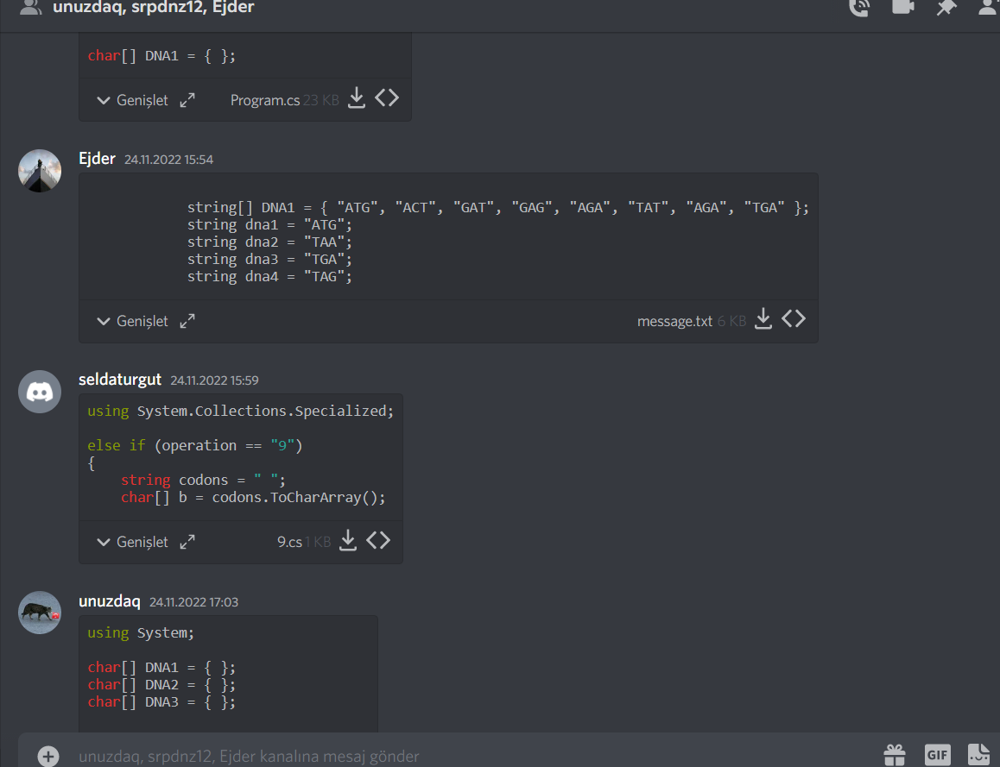 unuzdaq, srpdnz12, Ejder
char[] DNA1 = { };
Genişlet Program.cs 23 KB
Ejder 24.11.2022 15:54
string[] DNA1 = { "ATG", "ACT", "GAT", "GAG", "AGA", "TAT", "AGA", "TGA" };
string dna1 = "ATG";
string dna2 = "TAA";
string dna3 = "TGA";
string dna4 = "TAG";
Genişlet message.txt 6 KB
seldaturgut 24.11.2022 15:59
using System.Collections.Specialized;
else if (operation == "9")
{
string codons = " ";
char[] b = codons.ToCharArray();
Genişlet 9.cs 1 KB
unuzdaq 24.11.2022 17:03
using System;
char[] DNA1 = { };
char[] DNA2 = { };
char[] DNA3 = { };
unuzdaq, srpdnz12, Ejder kanalına mesaj gönder GIF